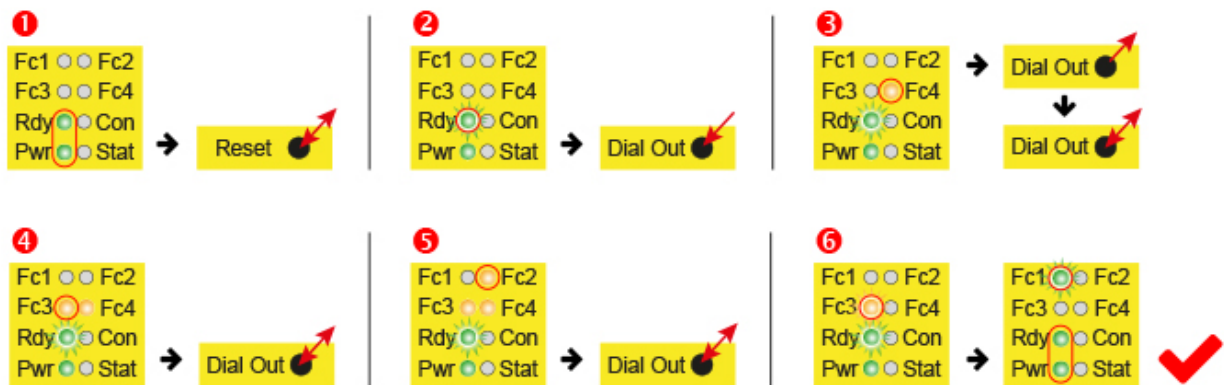 1
Fc1 Fc2
Fc3 Fc4
Rdy Con
Pwr Stat
Reset
2
Fc1 Fc2
Fc3 Fc4
Rdy Con
Pwr Stat
Dial Out
3
Fc1 Fc2
Fc3 Fc4
Rdy Con
Pwr Stat
Dial Out
Dial Out
4
Fc1 Fc2
Fc3 Fc4
Rdy Con
Pwr Stat
Dial Out
5
Fc1 Fc2
Fc3 Fc4
Rdy Con
Pwr Stat
Dial Out
6
Fc1 Fc2
Fc3 Fc4
Rdy Con
Pwr Stat
Fc1 Fc2
Fc3 Fc4
Rdy Con
Pwr Stat